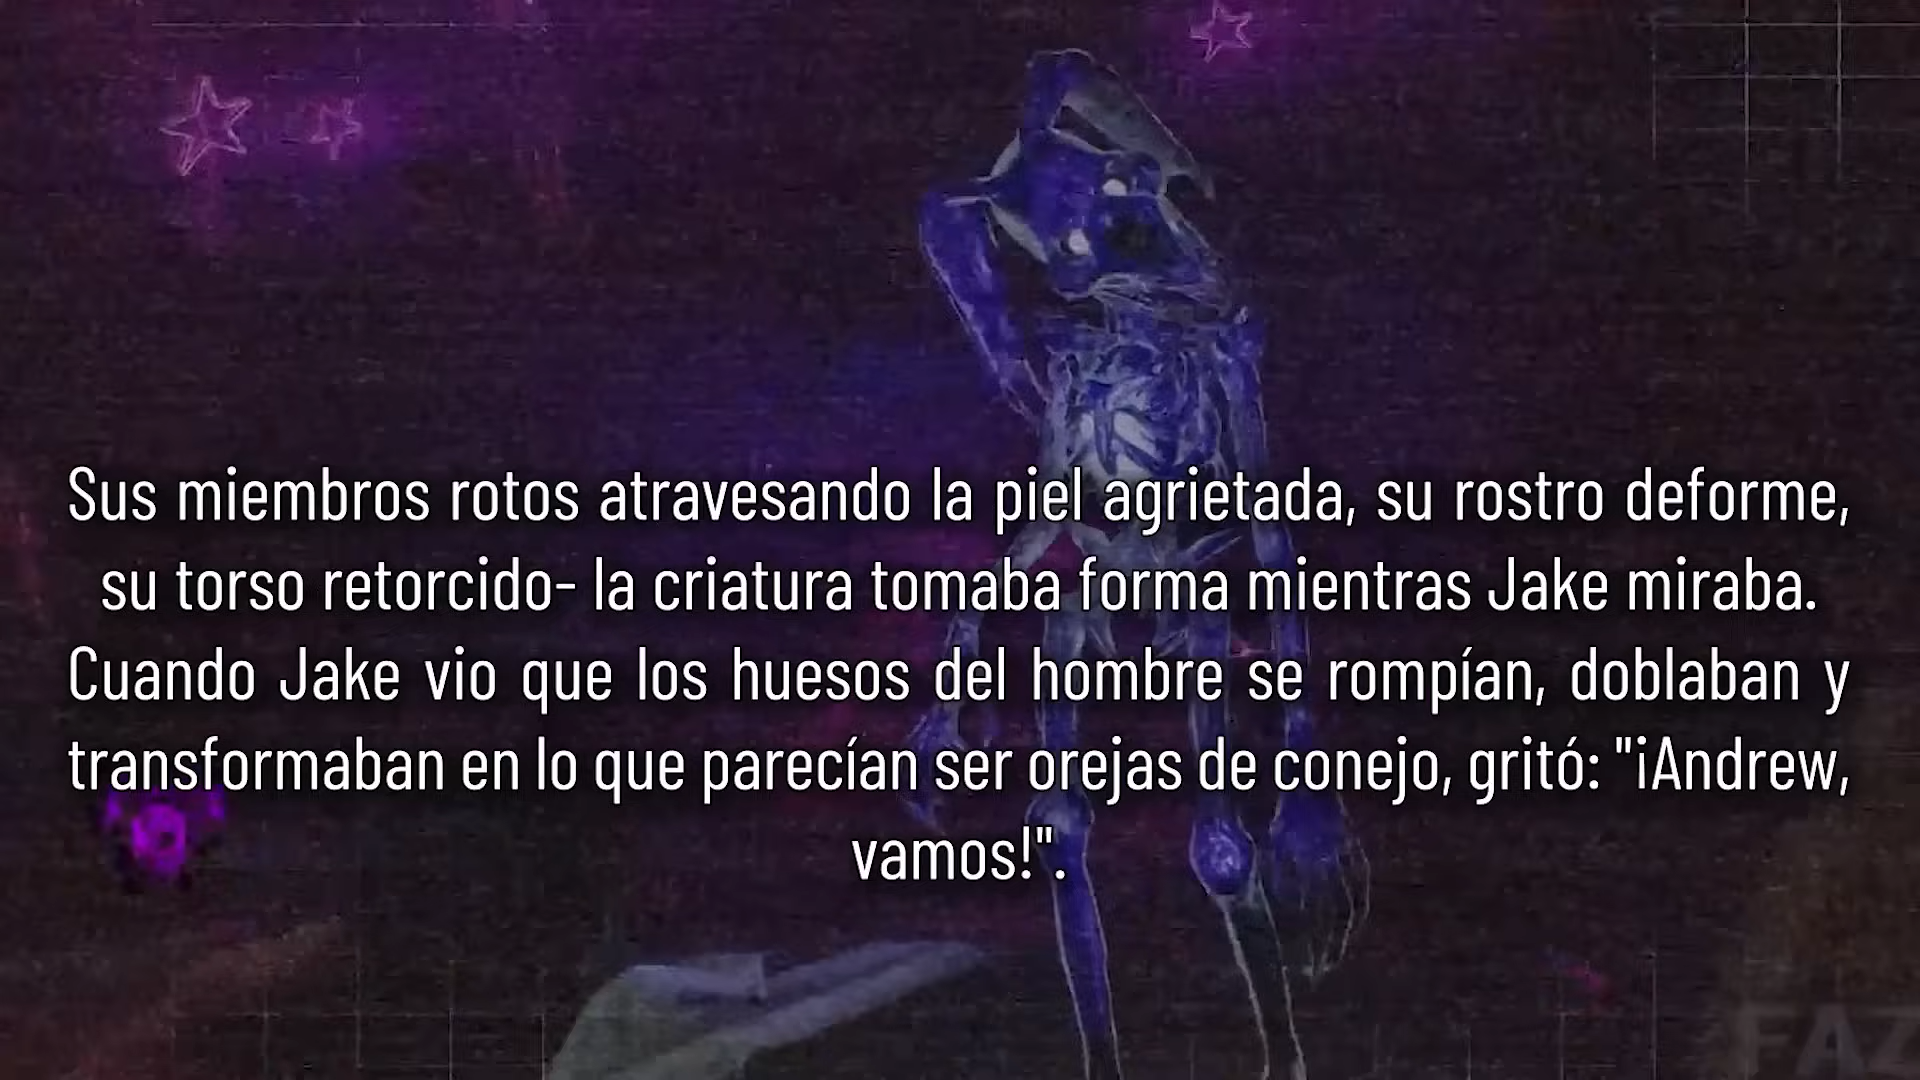 Sus miembros rotos atravesando la piel agrietada, su rostro deforme,
su torso retorcido- la criatura tomaba forma mientras Jake miraba.
Cuando Jake vio que los huesos del hombre se rompían, doblaban y
transformaban en lo que parecían ser orejas de conejo, gritó: "¡Andrew,
vamos!".
FAZ